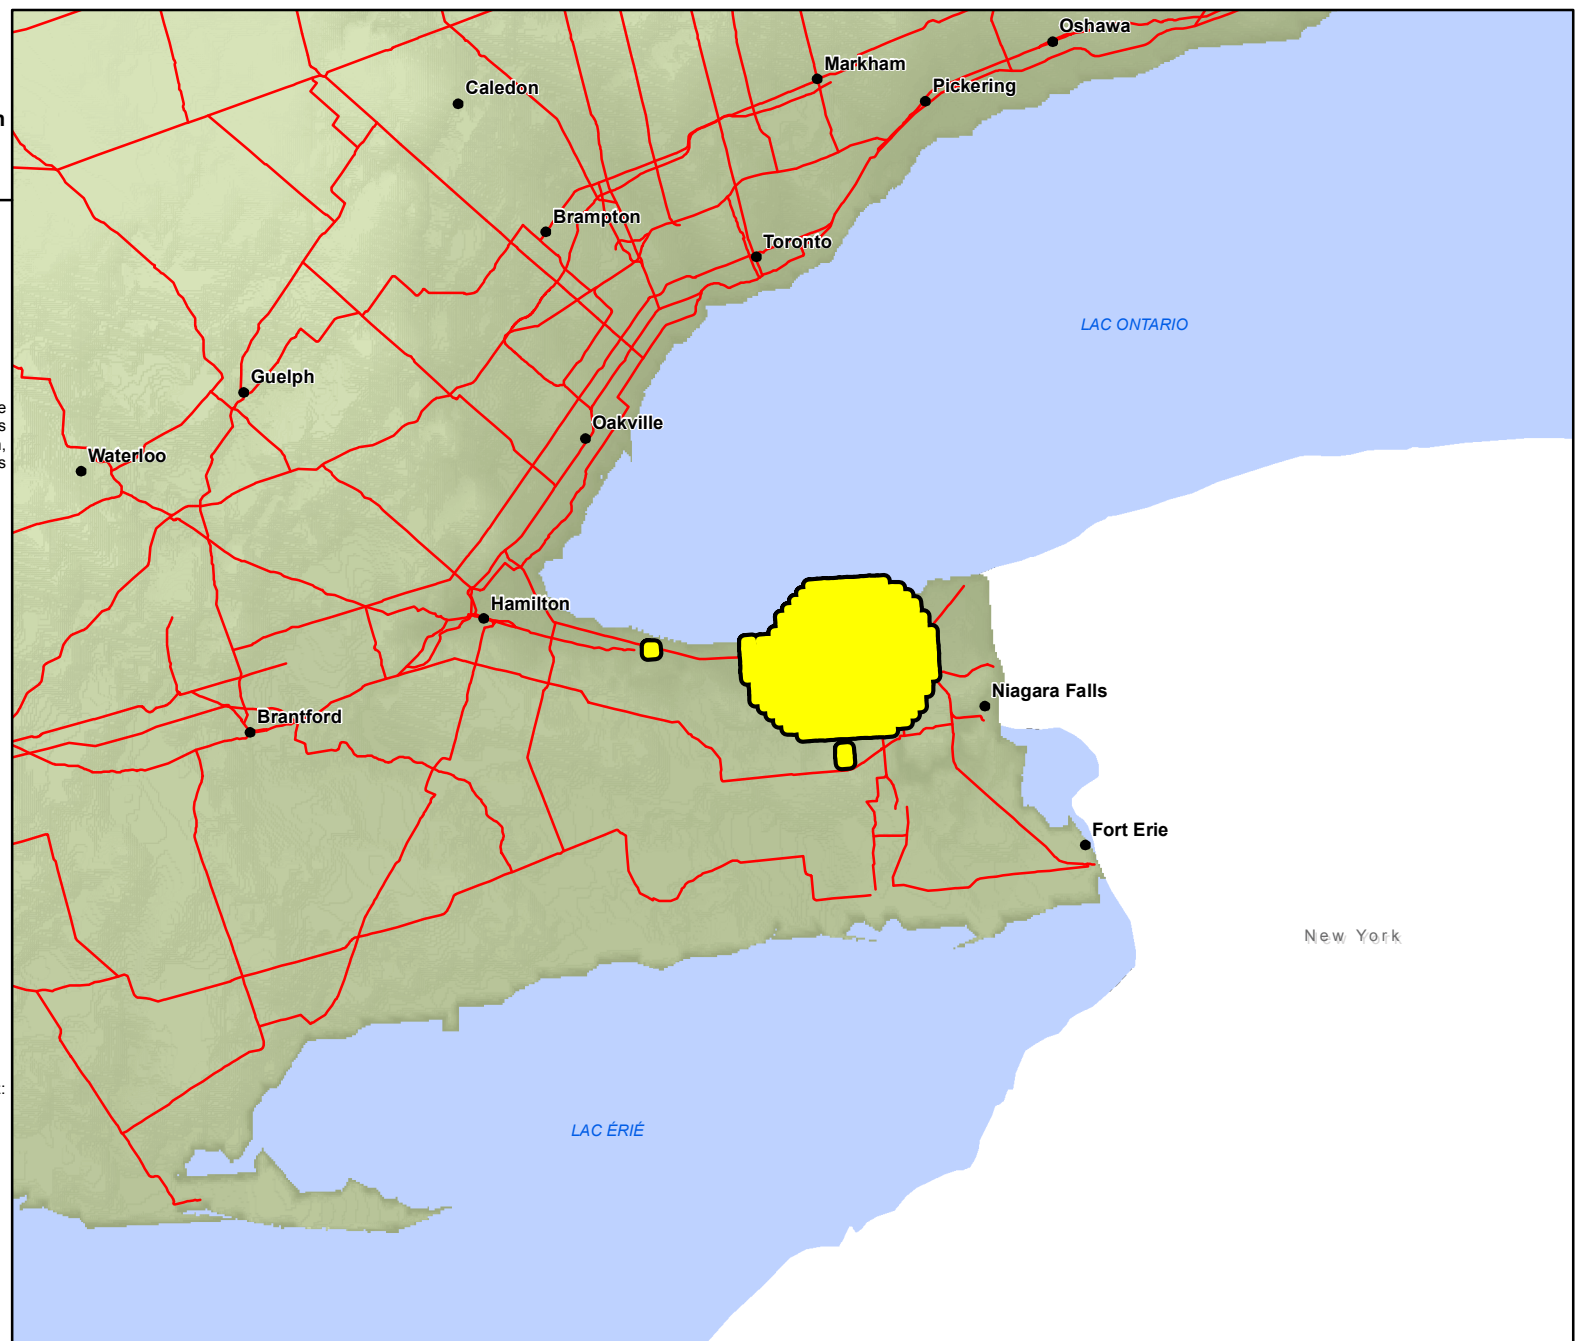 Oshawa
Markham
Pickering
Caledon
Brampton
Toronto
LAC ONTARIO
Guelph
Oakville
Waterloo
Hamilton
Niagara Falls
Brantford
Fort Erie
New York
LAC ÉRIÉ